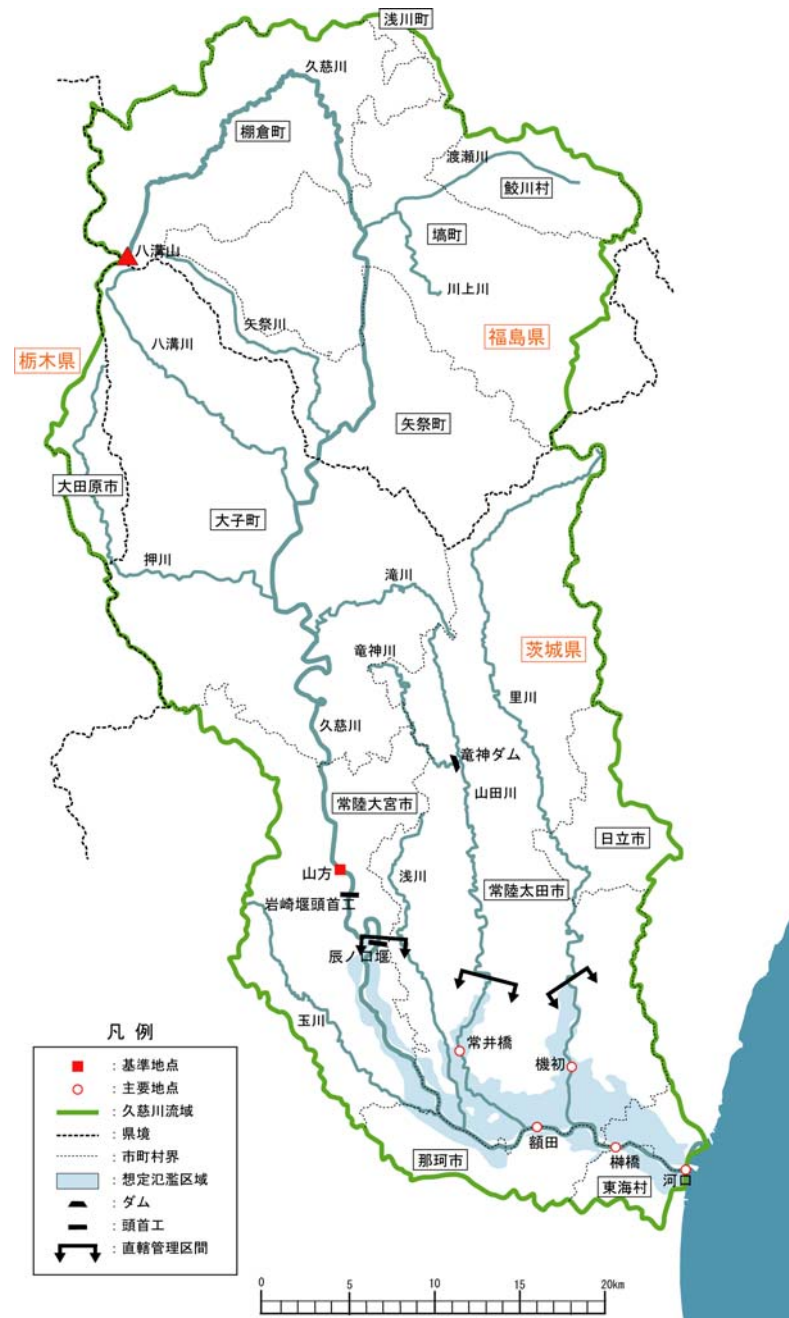 浅川町
久慈川
棚倉町
渡瀬川
鮫川村
塙町
八溝山
川上川
矢祭川
八溝川
福島県
栃木県
矢祭町
大田原市
大子町
押川
滝川
竜神川
茨城県
里川
久慈川
竜神ダム
山田川
常陸大宮市
日立市
山方
浅川
常陸太田市
岩崎堰頭首工
辰ノ口堰
玉川
常井橋
機初
額田
榊橋
那珂市
東海村
河口
凡例
:基準地点
:主要地点
:久慈川流域
:県境
:市町村界
:想定氾濫区域
:ダム
:頭首工
:直轄管理区間
0 5 10 15 20km